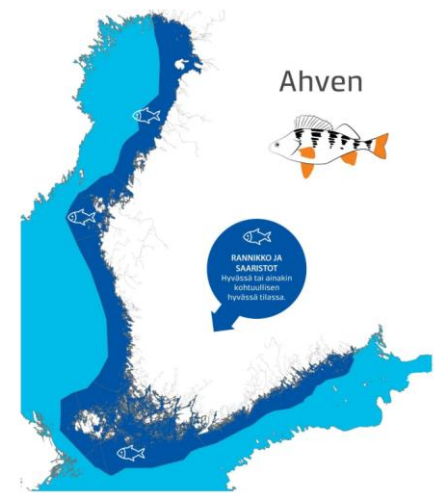 Ahven
RANNIKKO JA
SAARISTOT
Hyvässä tai ainakin
kohtuullisen
hyvässä tilassa.